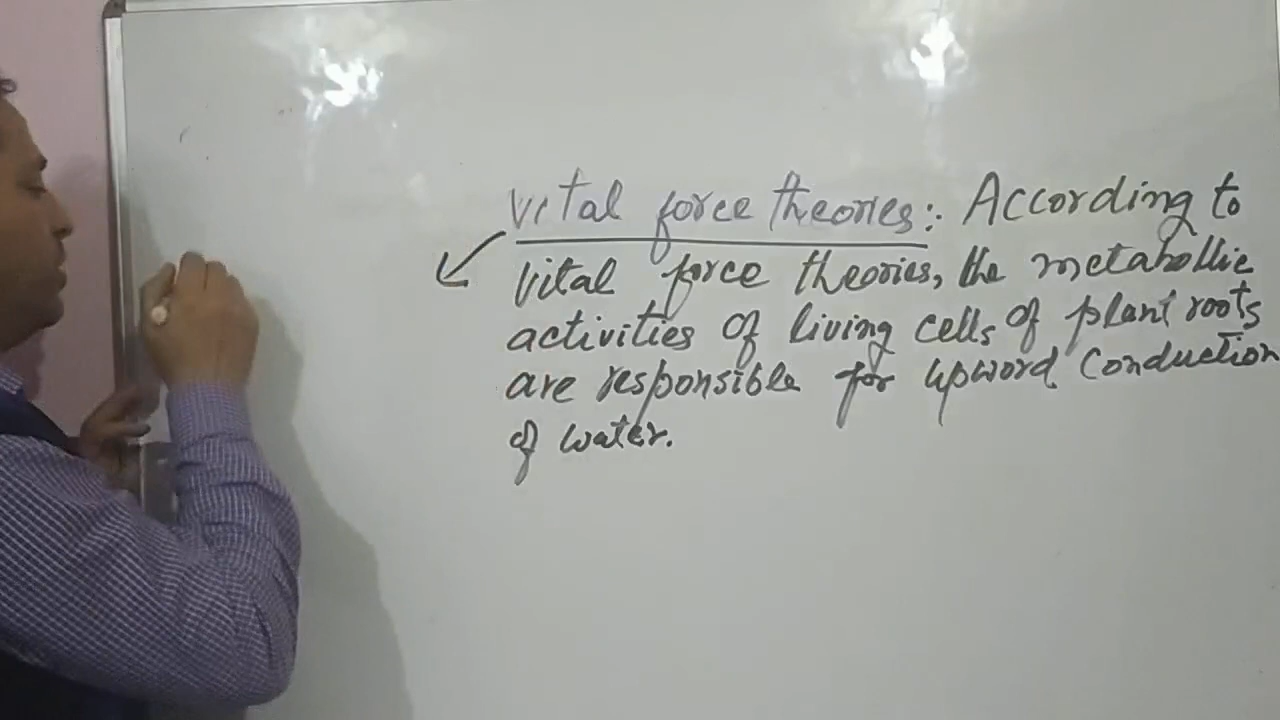 Vital force theories:. According to
Vital force theories, the metabollic
activities of living cells of plant roots
are responsible for upword conduction
of water.